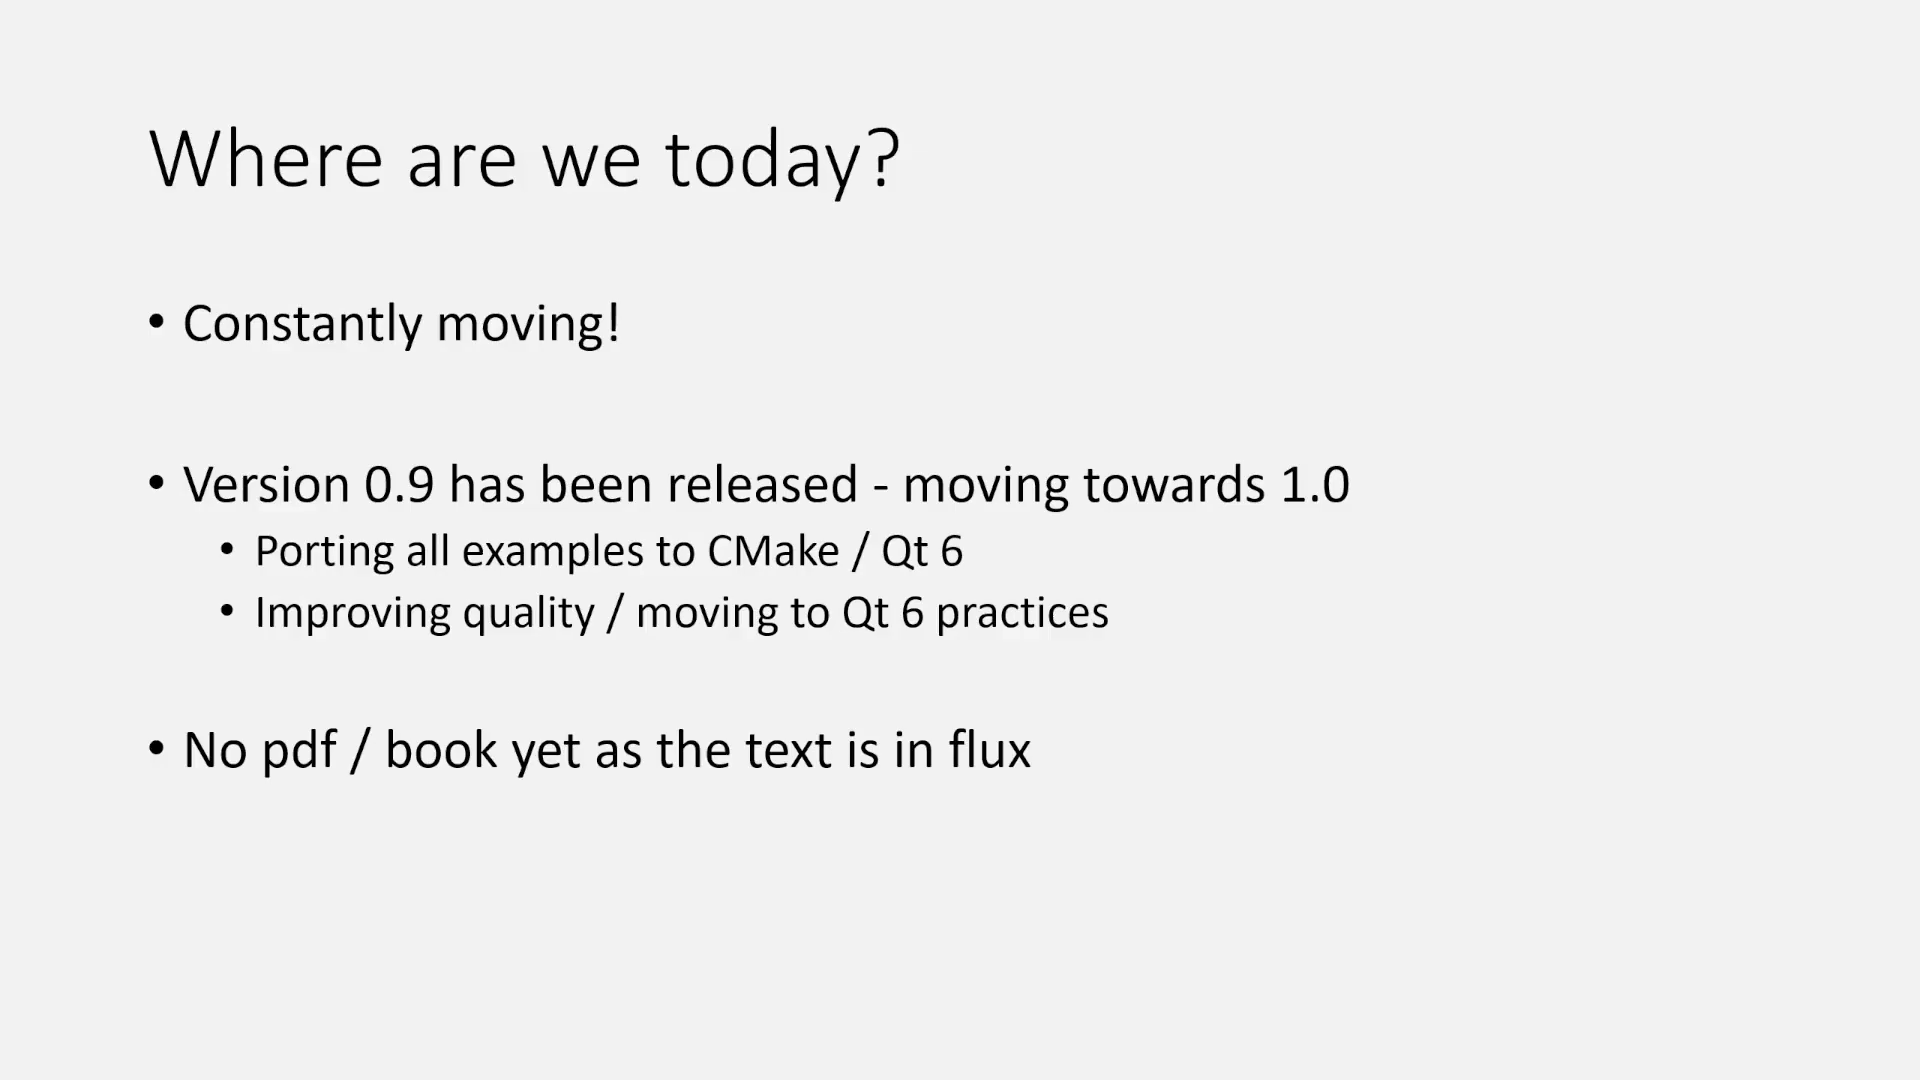 Where are we today?
• Constantly moving!
• Version 0.9 has been released - moving towards 1.0
• Porting all examples to CMake / Qt 6
• Improving quality / moving to Qt 6 practices
• No pdf / book yet as the text is in flux